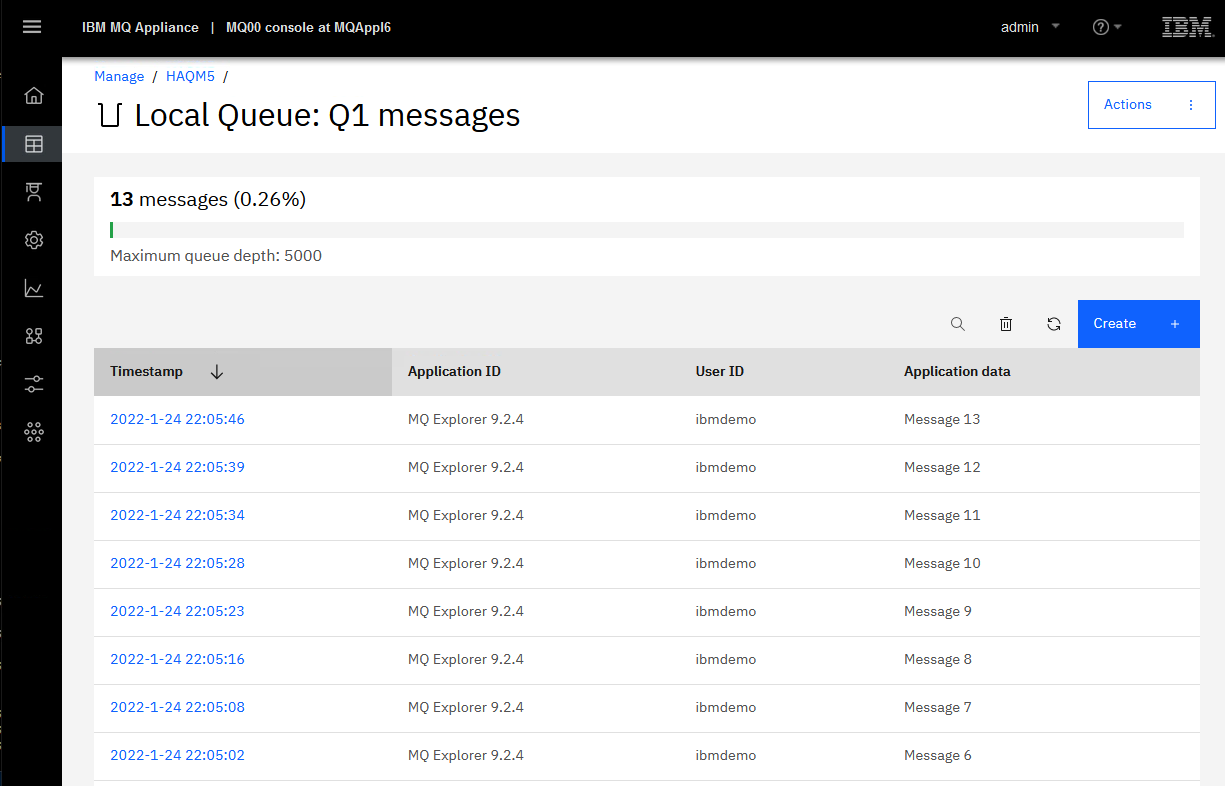 IBM MQ Appliance | MQ00 console at MQAppl6
admin
IBM
Manage / HAQM5 /
Local Queue: Q1 messages
Actions
13 messages (0.26%)
Maximum queue depth: 5000
Create +
Timestamp Application ID User ID Application data
2022-1-24 22:05:46 MQ Explorer 9.2.4 ibmdemo Message 13
2022-1-24 22:05:39 MQ Explorer 9.2.4 ibmdemo Message 12
2022-1-24 22:05:34 MQ Explorer 9.2.4 ibmdemo Message 11
2022-1-24 22:05:28 MQ Explorer 9.2.4 ibmdemo Message 10
2022-1-24 22:05:23 MQ Explorer 9.2.4 ibmdemo Message 9
2022-1-24 22:05:16 MQ Explorer 9.2.4 ibmdemo Message 8
2022-1-24 22:05:08 MQ Explorer 9.2.4 ibmdemo Message 7
2022-1-24 22:05:02 MQ Explorer 9.2.4 ibmdemo Message 6